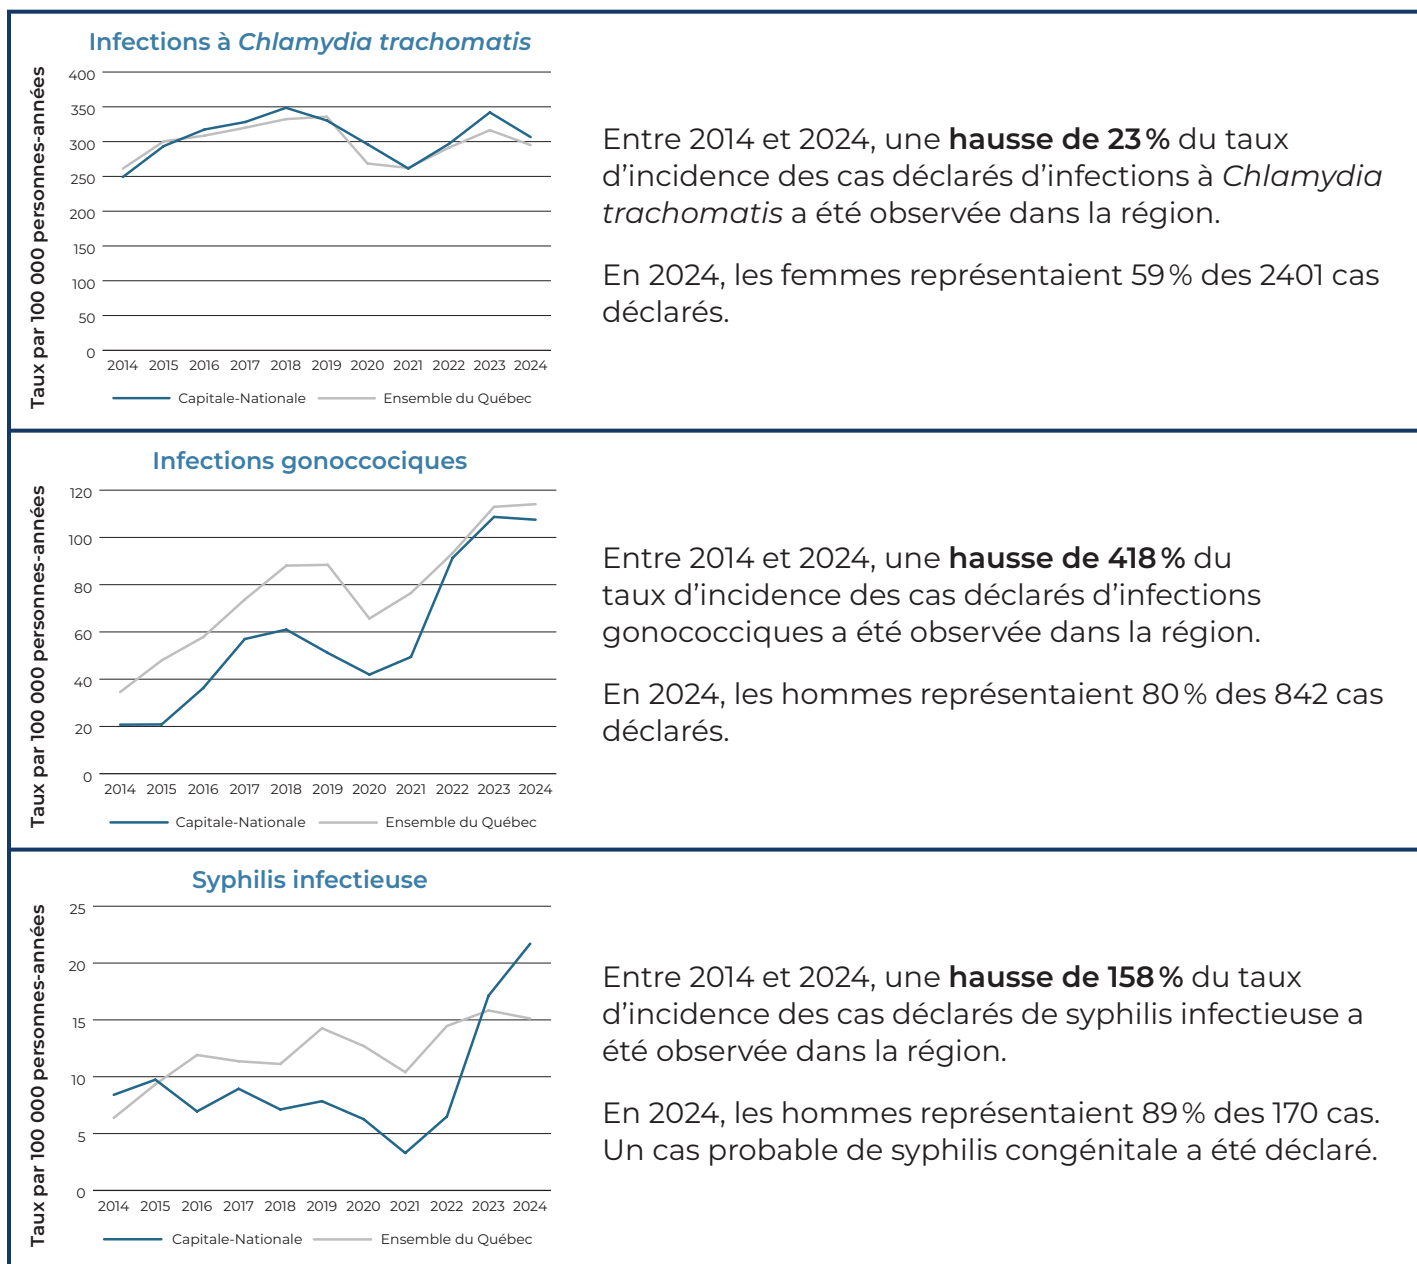 Infections à Chlamydia trachomatis
Taux par 100 000 personnes-années
400
350
300
250
200
150
100
50
0
2014 2015 2016 2017 2018 2019 2020 2021 2022 2023 2024
Capitale-Nationale Ensemble du Québec
Entre 2014 et 2024, une hausse de 23 % du taux
d’incidence des cas déclarés d’infections à Chlamydia
trachomatis a été observée dans la région.
En 2024, les femmes représentaient 59 % des 2401 cas
déclarés.
Infections gonoccociques
Taux par 100 000 personnes-années
120
100
80
60
40
20
0
2014 2015 2016 2017 2018 2019 2020 2021 2022 2023 2024
Capitale-Nationale Ensemble du Québec
Entre 2014 et 2024, une hausse de 418 % du
taux d’incidence des cas déclarés d’infections
gonococciques a été observée dans la région.
En 2024, les hommes représentaient 80 % des 842 cas
déclarés.
Syphilis infectieuse
Taux par 100 000 personnes-années
25
20
15
10
5
0
2014 2015 2016 2017 2018 2019 2020 2021 2022 2023 2024
Capitale-Nationale Ensemble du Québec
Entre 2014 et 2024, une hausse de 158 % du taux
d’incidence des cas déclarés de syphilis infectieuse a
été observée dans la région.
En 2024, les hommes représentaient 89 % des 170 cas.
Un cas probable de syphilis congénitale a été déclaré.